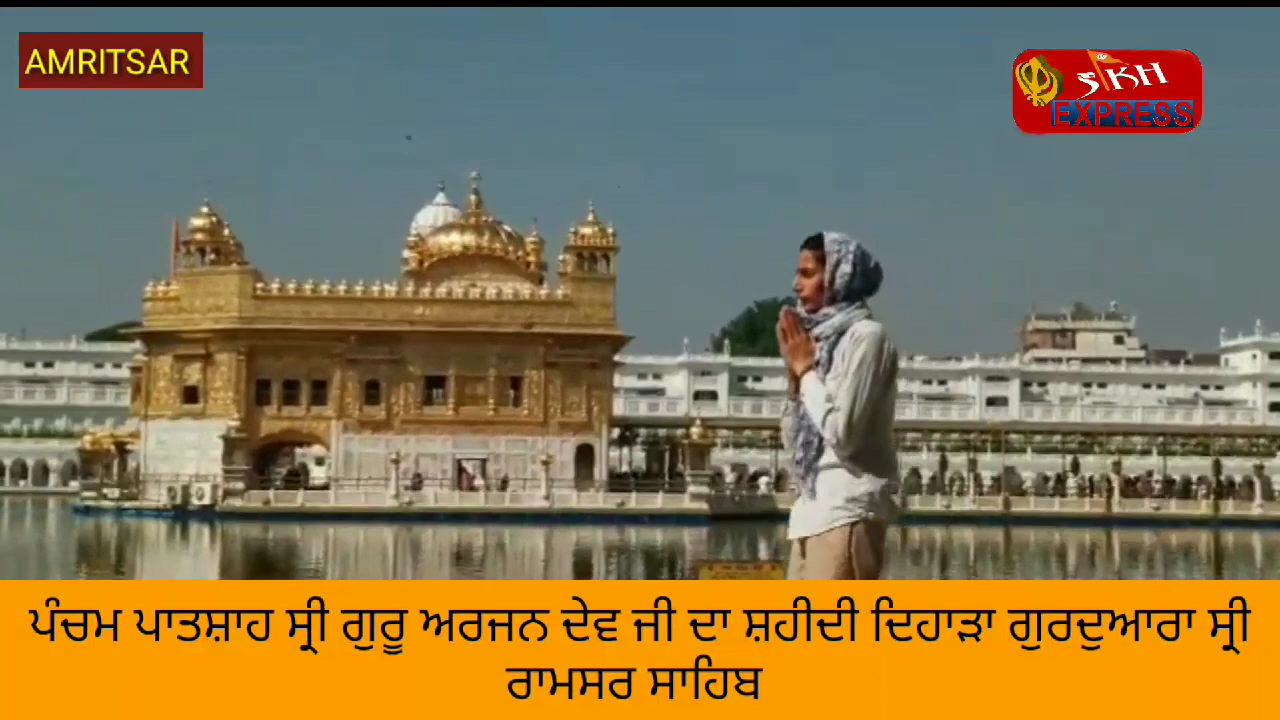 AMRITSAR
SIKH
EXPRESS
ਪੰਚਮ ਪਾਤਸ਼ਾਹ ਸ੍ਰੀ ਗੁਰੂ ਅਰਜਨ ਦੇਵ ਜੀ ਦਾ ਸ਼ਹੀਦੀ ਦਿਹਾੜਾ ਗੁਰਦੁਆਰਾ ਸ੍ਰੀ
ਰਾਮਸਰ ਸਾਹਿਬ